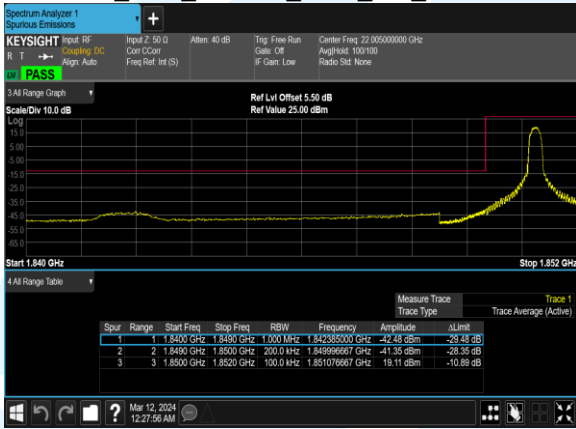 Spectrum Analyzer 1
Spurious Emissions
KEYSIGHT Input: RF Input Z: 50 Ω Atten: 40 dB Trig: Free Run Center Freq: 22.005000000 GHz
R T Coupling: DC Corr CCorr Gate: Off Avg|Hold: 100/100
Align: Auto Freq Ref: Int (S) IF Gain: Low Radio Std: None
LW PASS
3 All Range Graph
Ref Lvl Offset 5.50 dB
Scale/Div 10.0 dB Ref Value 25.00 dBm
Log
15.0
5.00
-5.00
-15.0
-25.0
-35.0
-45.0
-55.0
-65.0
Start 1.840 GHz Stop 1.852 GHz
4 All Range Table
Measure Trace Trace 1
Trace Type Trace Average (Active)
Spur Range Start Freq Stop Freq RBW Frequency Amplitude ΔLimit
1 1 1.8400 GHz 1.8490 GHz 1.000 MHz 1.842385000 GHz -42.48 dBm -29.48 dB
2 2 1.8490 GHz 1.8500 GHz 200.0 kHz 1.849996667 GHz -41.35 dBm -28.35 dB
3 3 1.8500 GHz 1.8520 GHz 100.0 kHz 1.851076667 GHz 19.11 dBm -10.89 dB
Mar 12, 2024
12:27:56 AM